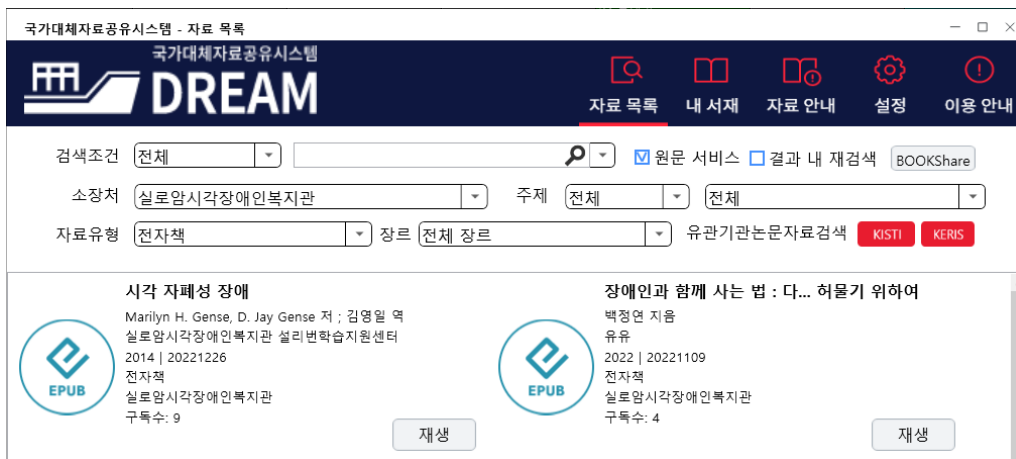 국가대체자료공유시스템 - 자료 목록
국가대체자료공유시스템
DREAM
자료 목록 내 서재 자료 안내 설정 이용 안내
검색조건 전체 원문 서비스 결과 내 재검색 BOOKShare
소장처 실로암시각장애인복지관 주제 전체 전체
자료유형 전자책 장르 전체 장르 유관기관논문자료검색 KISTI KERIS
시각 자폐성 장애
Marilyn H. Gense, D. Jay Gense 저 ; 김영일 역
실로암시각장애인복지관 설리번학습지원센터
2014 | 20221226
전자책
실로암시각장애인복지관
구독수: 9
EPUB
재생
장애인과 함께 사는 법 : 다... 허물기 위하여
백정연 지음
유유
2022 | 20221109
전자책
실로암시각장애인복지관
구독수: 4
EPUB
재생